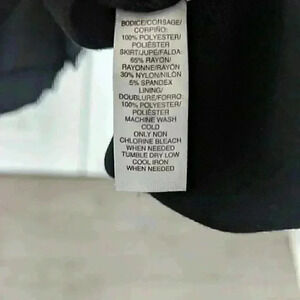 BODICE/CORSAGE/
CORPIÑO:
100% POLYESTER/
POLIÉSTER
SKIRT/JUPE/FALDA:
65% RAYON/
RAYONNE/RAYÓN
30% NYLON/NILÓN
5% SPANDEX
LINING/
DOUBLURE/FORRO:
100% POLYESTER/
POLIÉSTER
MACHINE WASH
COLD
ONLY NON
CHLORINE BLEACH
WHEN NEEDED
TUMBLE DRY LOW
COOL IRON
WHEN NEEDED